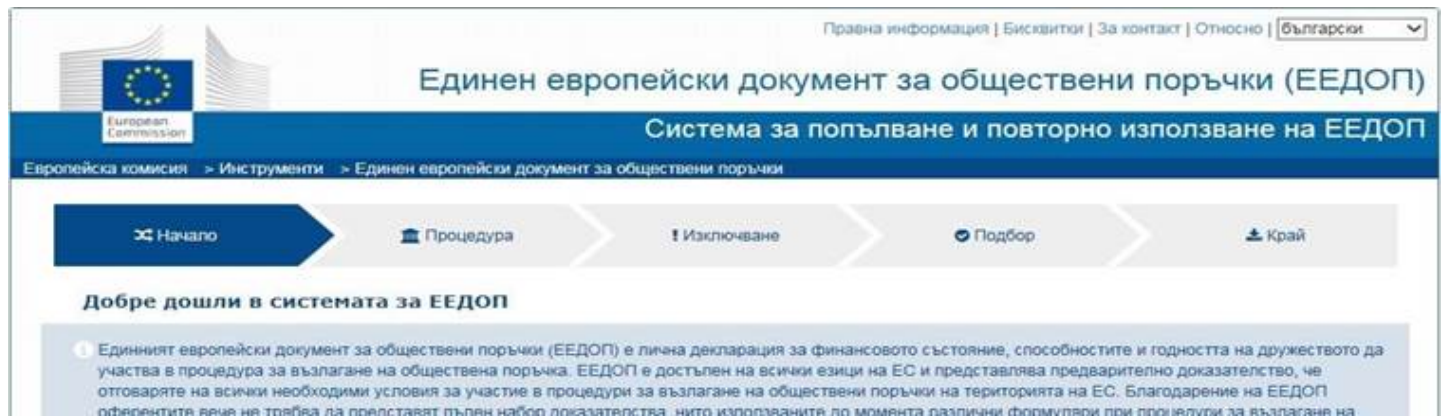 Правна информация | Бисквитки | За контакт | Относно | български
Единен европейски документ за обществени поръчки (ЕЕДОП)
European
Commission
Система за попълване и повторно използване на ЕЕДОП
Европейска комисия > Инструменти > Единен европейски документ за обществени поръчки
Начало Процедура Изключване Подбор Край
Добре дошли в системата за ЕЕДОП
Единният европейски документ за обществени поръчки (ЕЕДОП) е лична декларация за финансовото състояние, способностите и годността на дружеството да
участва в процедура за възлагане на обществена поръчка. ЕЕДОП е достъпен на всички езици на ЕС и представлява предварително доказателство, че
отговаряте на всички необходими условия за участие в процедури за възлагане на обществени поръчки на територията на ЕС. Благодарение на ЕЕДОП
оферентите вече не трябва да представят пълен набор доказателства, нито използваните до момента различни формуляри при процедури за възлагане на